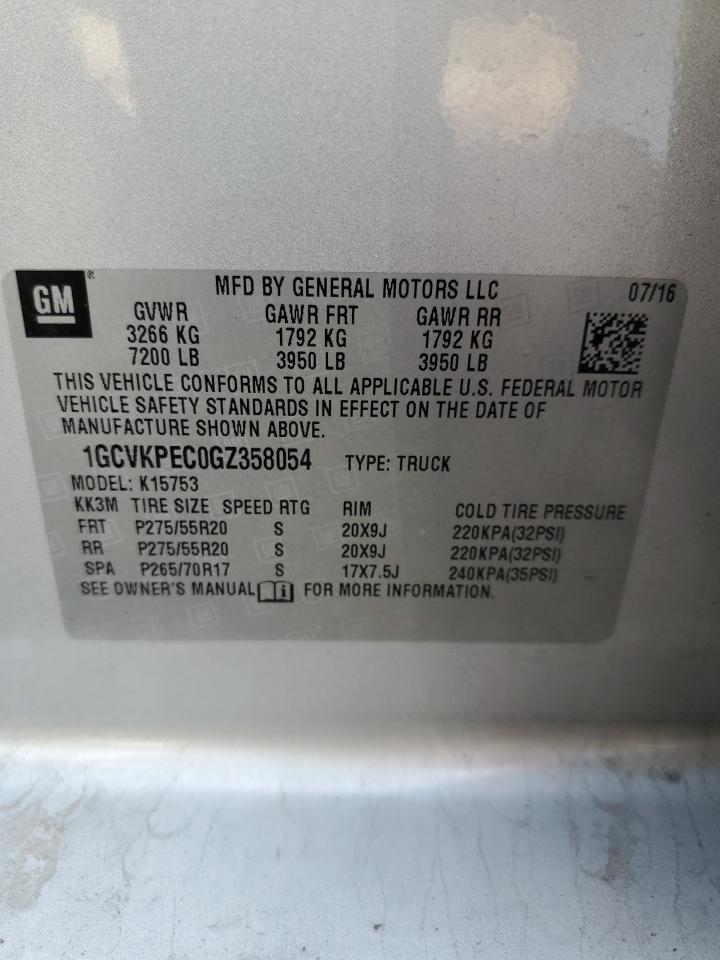 GM®
MFD BY GENERAL MOTORS LLC 07/16
GVWR GAWR FRT GAWR RR
3266 KG 1792 KG 1792 KG
7200 LB 3950 LB 3950 LB
THIS VEHICLE CONFORMS TO ALL APPLICABLE U.S. FEDERAL MOTOR
VEHICLE SAFETY STANDARDS IN EFFECT ON THE DATE OF
MANUFACTURE SHOWN ABOVE.
1GCVKPEC0GZ358054 TYPE: TRUCK
MODEL: K15753
KK3M TIRE SIZE SPEED RTG RIM COLD TIRE PRESSURE
FRT P275/55R20 S 20X9J 220KPA(32PSI)
RR P275/55R20 S 20X9J 220KPA(32PSI)
SPA P265/70R17 S 17X7.5J 240KPA(35PSI)
SEE OWNER'S MANUAL i FOR MORE INFORMATION.